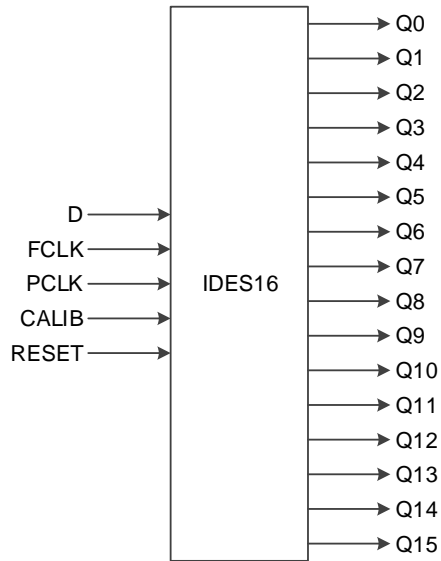 Q0
Q1
Q2
Q3
Q4
Q5
D
Q6
FCLK
Q7
PCLK
IDES16
Q8
CALIB
Q9
RESET
Q10
Q11
Q12
Q13
Q14
Q15